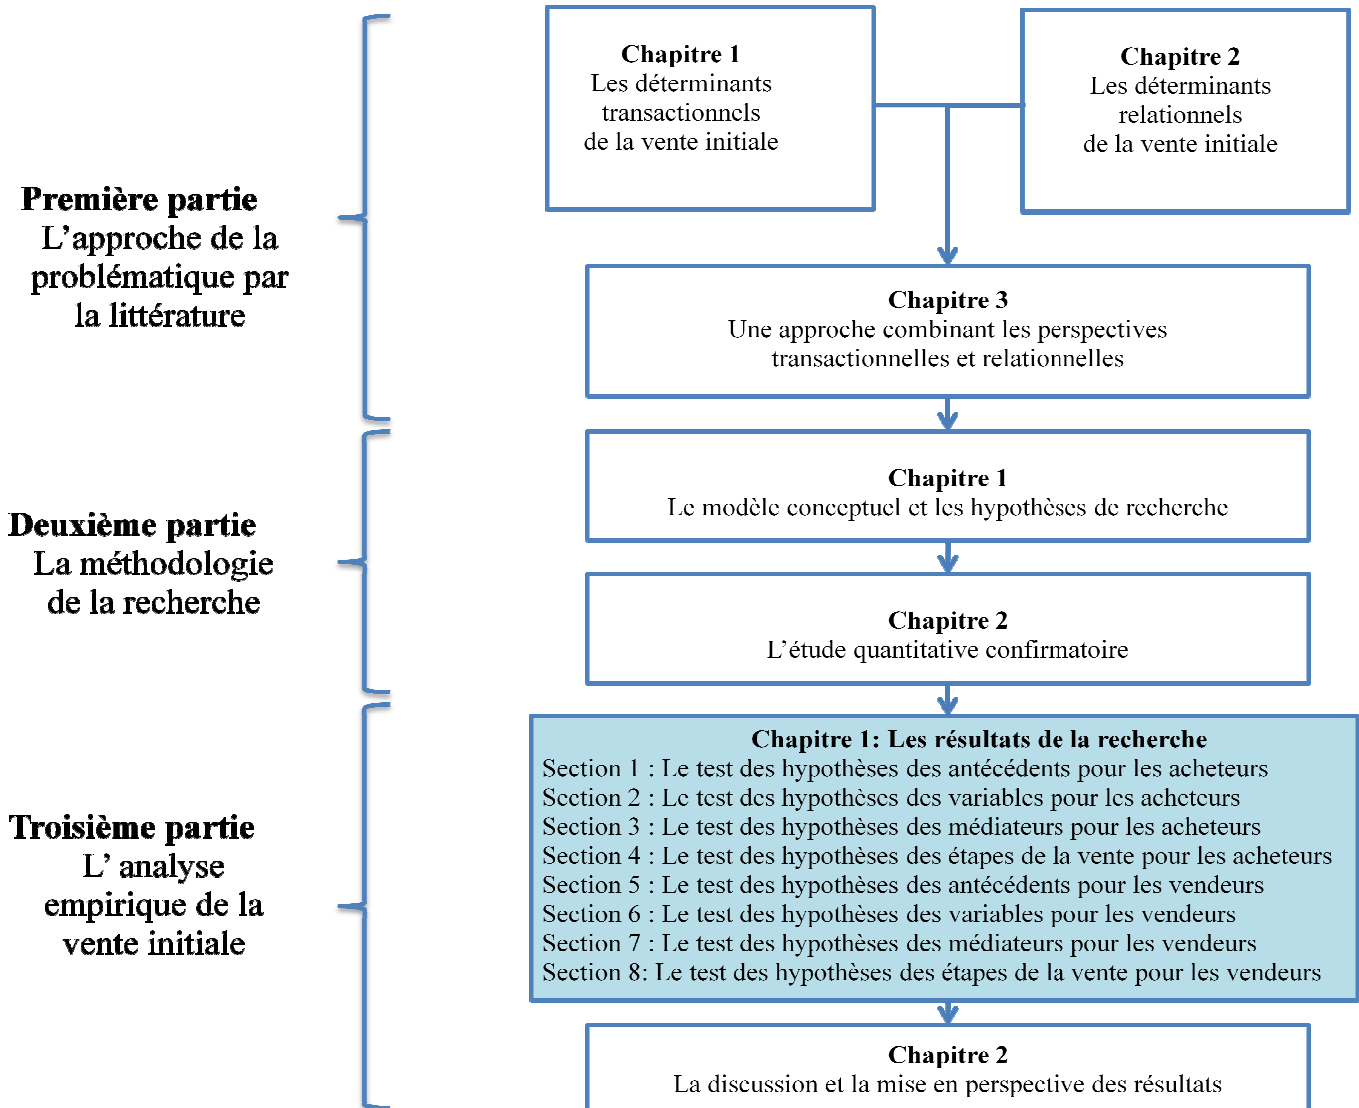 Première partie
L'approche de la
problématique par
la littérature
Chapitre 1
Les déterminants
transactionnels
de la vente initiale
Chapitre 2
Les déterminants
relationnels
de la vente initiale
Chapitre 3
Une approche combinant les perspectives
transactionnelles et relationnelles
Deuxième partie
La méthodologie
de la recherche
Chapitre 1
Le modèle conceptuel et les hypothèses de recherche
Chapitre 2
L'étude quantitative confirmatoire
Troisième partie
L' analyse
empirique de la
vente initiale
Chapitre 1: Les résultats de la recherche
Section 1 : Le test des hypothèses des antécédents pour les acheteurs
Section 2 : Le test des hypothèses des variables pour les acheteurs
Section 3 : Le test des hypothèses des médiateurs pour les acheteurs
Section 4 : Le test des hypothèses des étapes de la vente pour les acheteurs
Section 5 : Le test des hypothèses des antécédents pour les vendeurs
Section 6 : Le test des hypothèses des variables pour les vendeurs
Section 7 : Le test des hypothèses des médiateurs pour les vendeurs
Section 8: Le test des hypothèses des étapes de la vente pour les vendeurs
Chapitre 2
La discussion et la mise en perspective des résultats